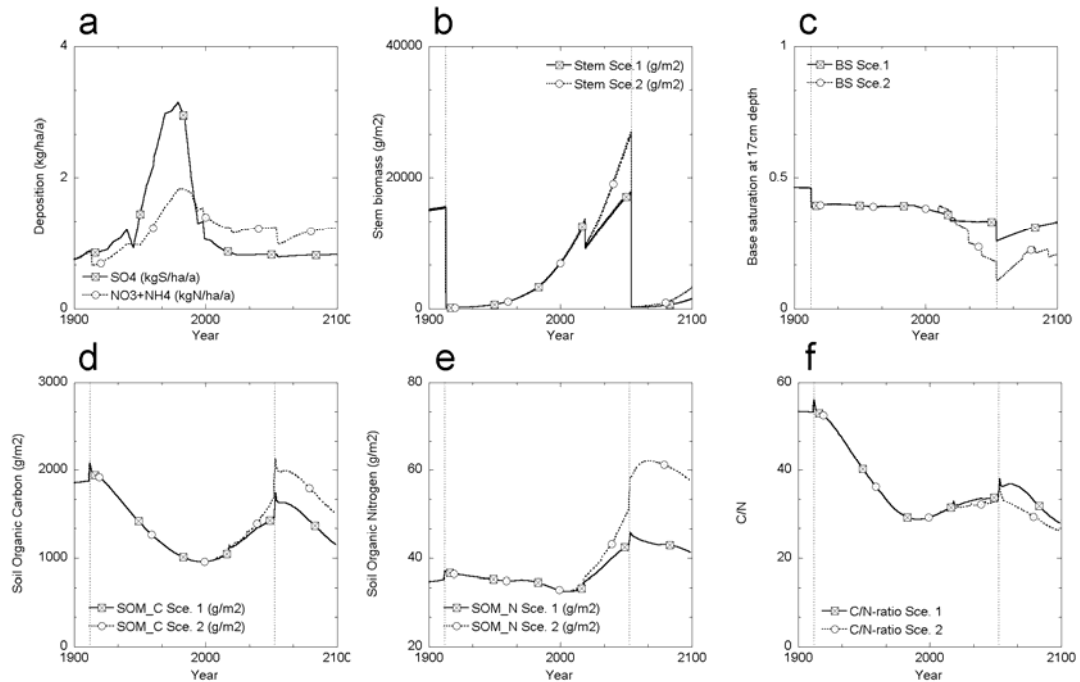 a
4
2
0
Deposition (kg/ha/a)
SO4 (kgS/ha/a)
NO3+NH4 (kgN/ha/a)
1900
2000
2100
Year
b
40000
20000
0
Stem biomass (g/m2)
Stem Sce.1 (g/m2)
Stem Sce.2 (g/m2)
1900
2000
2100
Year
c
1
0.5
0
Base saturation at 17cm depth
BS Sce.1
BS Sce.2
1900
2000
2100
Year
d
3000
2000
1000
0
Soil Organic Carbon (g/m2)
SOM_C Sce. 1 (g/m2)
SOM_C Sce. 2 (g/m2)
1900
2000
2100
Year
e
80
60
40
20
Soil Organic Nitrogen (g/m2)
SOM_N Sce. 1 (g/m2)
SOM_N Sce. 2 (g/m2)
1900
2000
2100
Year
f
60
40
20
0
C/N
C/N-ratio Sce. 1
C/N-ratio Sce. 2
1900
2000
2100
Year